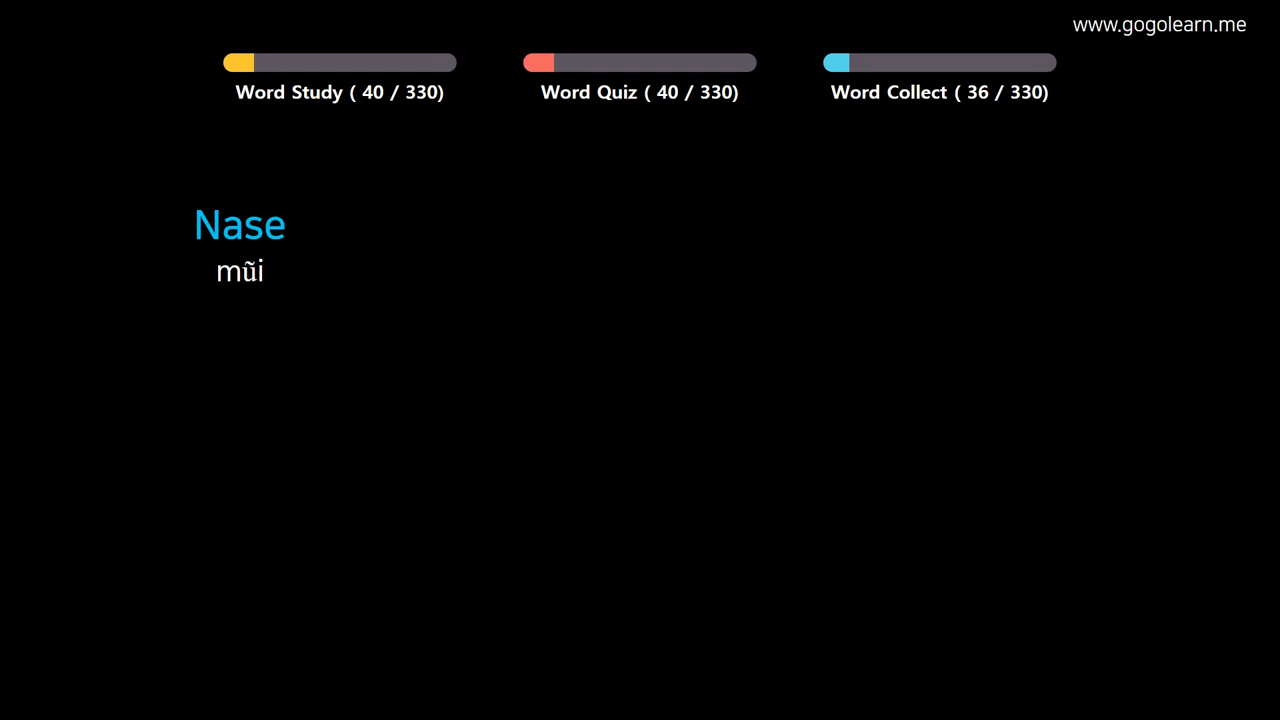 www.gogolearn.me
Word Study ( 40 / 330)
Word Quiz ( 40 / 330)
Word Collect ( 36 / 330)
Nase
mũi